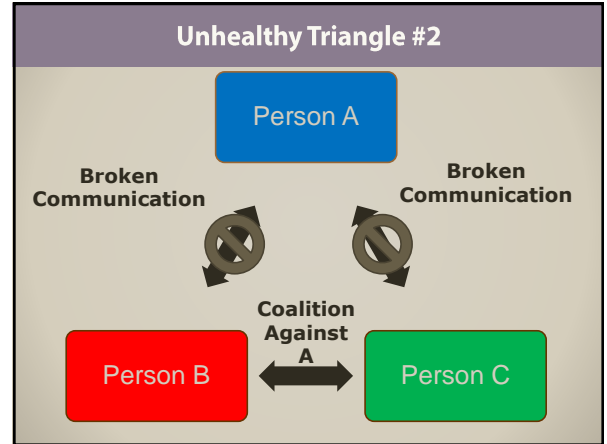 Unhealthy Triangle #2
Person A
Broken
Communication
Broken
Communication
Coalition
Against
A
Person B
Person C